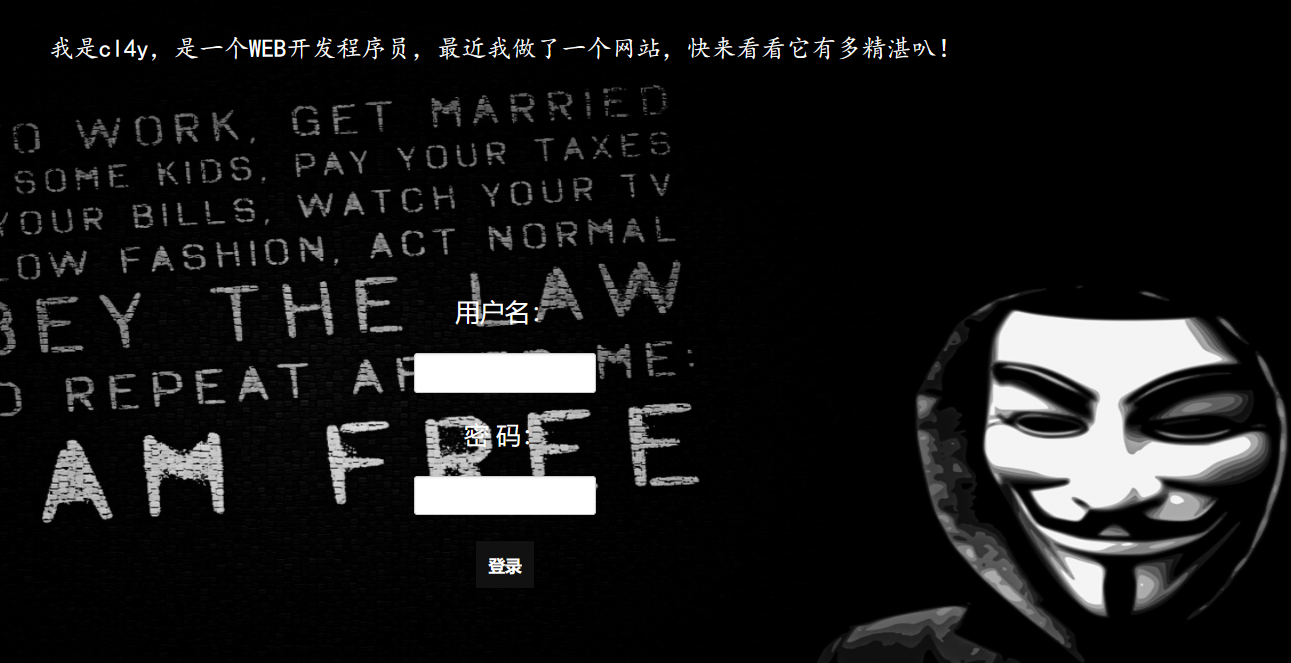 我是cl4y，是一个WEB开发程序员，最近我做了一个网站，快来看看它有多精湛叭！
O WORK, GET MARRIED
SOME KIDS, PAY YOUR TAXES
YOUR BILLS, WATCH YOUR TV
LOW FASHION, ACT NORMAL
BEY THE LAW
REPEAT AFTER ME:
AM FREE
用户名：
密 码：
登录